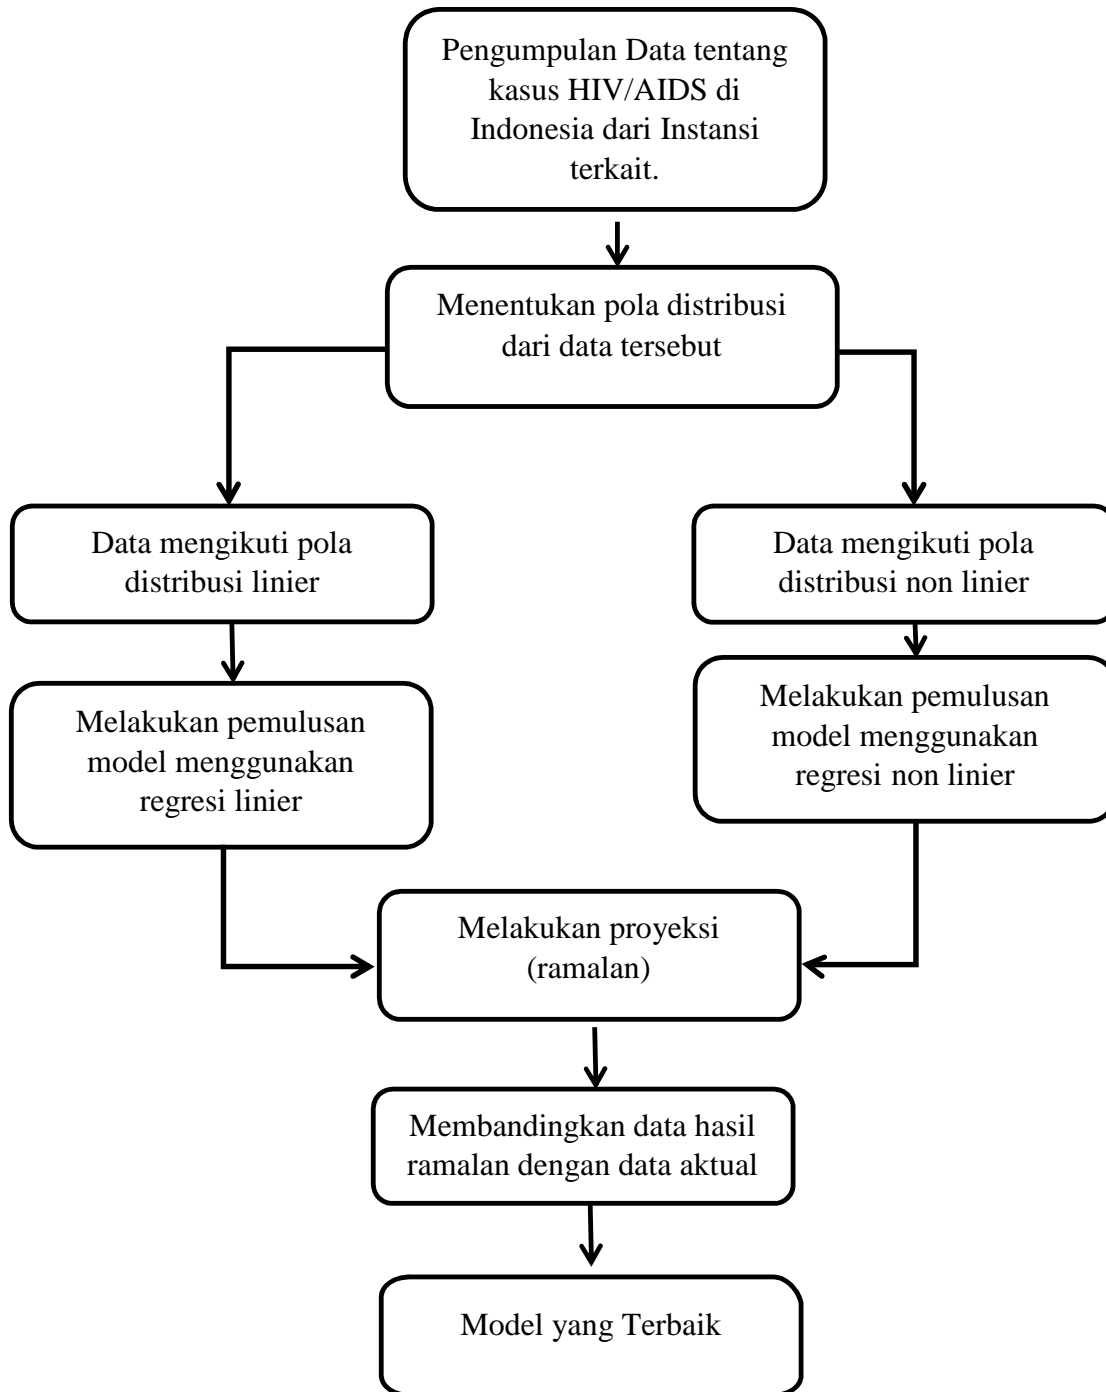 Pengumpulan Data tentang
kasus HIV/AIDS di
Indonesia dari Instansi
terkait.
Menentukan pola distribusi
dari data tersebut
Data mengikuti pola
distribusi linier
Data mengikuti pola
distribusi non linier
Melakukan pemulusan
model menggunakan
regresi linier
Melakukan pemulusan
model menggunakan
regresi non linier
Melakukan proyeksi
(ramalan)
Membandingkan data hasil
ramalan dengan data aktual
Model yang Terbaik